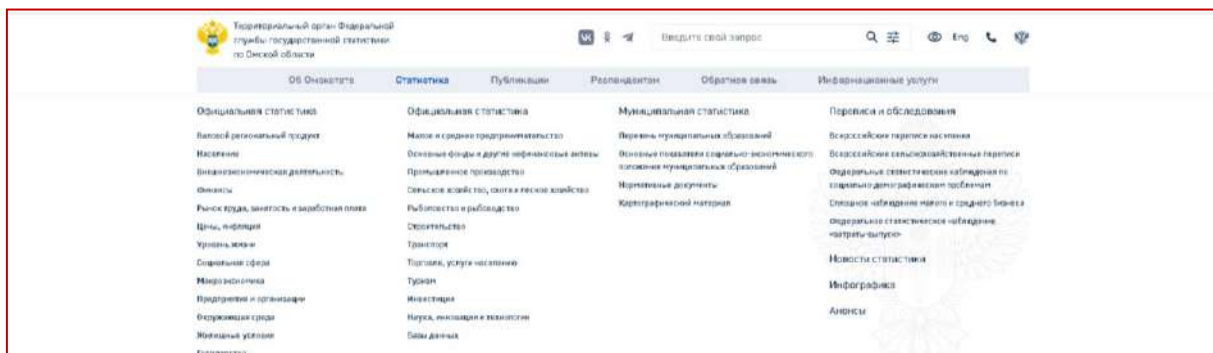 Территориальный орган Федеральной
службы государственной статистики
по Омской области
Введите свой запрос
Eng
Об Омскстате
Статистика
Публикации
Респондентам
Обратная связь
Информационные услуги
Официальная статистика
Валовой региональный продукт
Население
Внешнеэкономическая деятельность
Финансы
Рынок труда, занятость и заработная плата
Цены, инфляция
Уровень жизни
Социальная сфера
Макроэкономика
Предприятия и организации
Окружающая среда
Жилищные условия
Официальная статистика
Малое и среднее предпринимательство
Основные фонды и другие нефинансовые активы
Промышленное производство
Сельское хозяйство, охота и лесное хозяйство
Рыболовство и рыбоводство
Строительство
Транспорт
Торговля, услуги населению
Туризм
Инвестиции
Наука, инновации и технологии
Базы данных
Муниципальная статистика
Перечень муниципальных образований
Основные показатели социально-экономического
положения муниципальных образований
Нормативные документы
Картографический материал
Переписи и обследования
Всероссийские переписи населения
Всероссийские сельскохозяйственные переписи
Федеральные статистические наблюдения по
социально-демографическим проблемам
Сплошное наблюдение малого и среднего бизнеса
Федеральное статистическое наблюдение
«затраты-выпуск»
Новости статистики
Инфографика
Анонсы